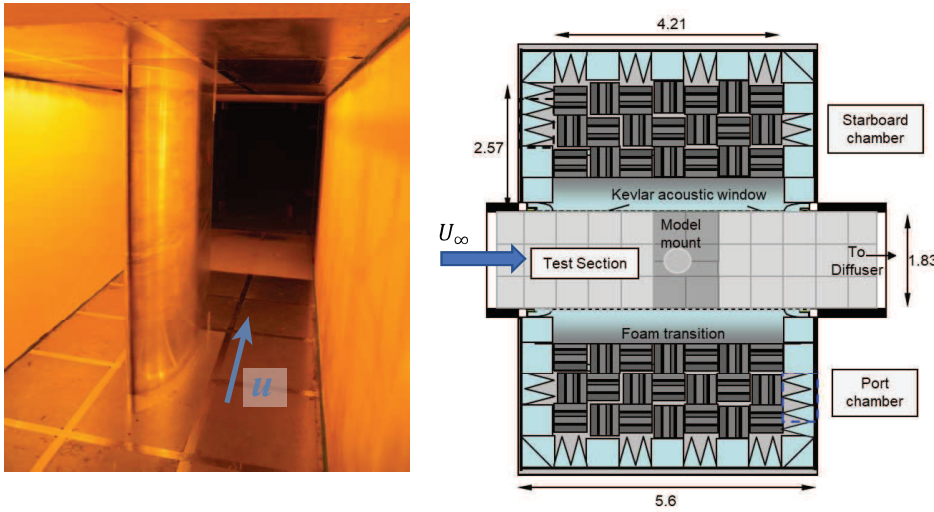 u
4.21
Starboard
chamber
2.57
Kevlar acoustic window
U∞
Model
mount
Test Section
To
Diffuser
1.83
Foam transition
Port
chamber
5.6